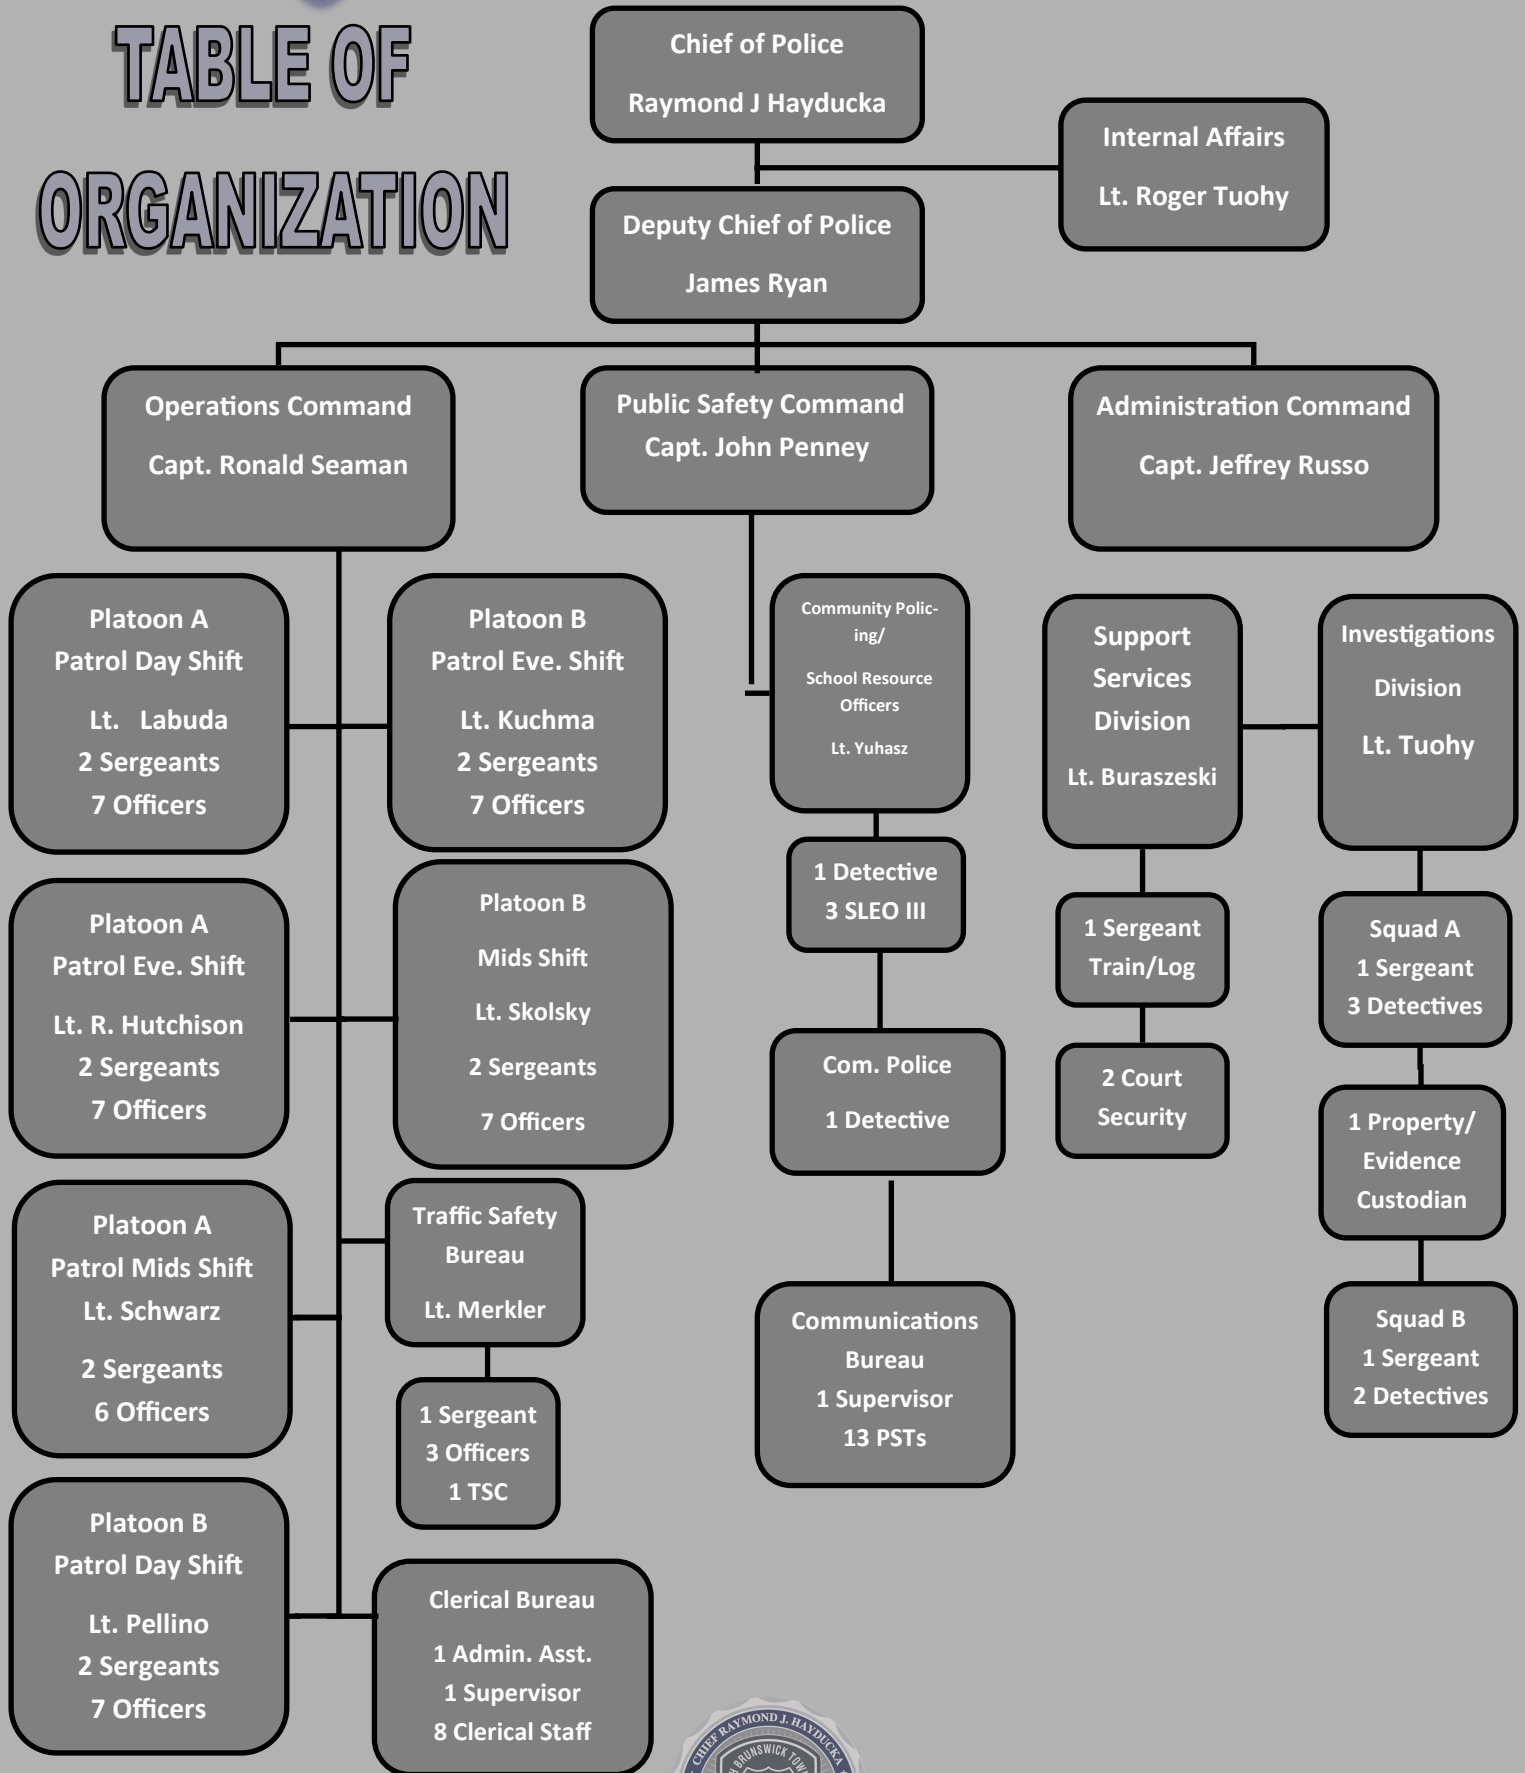 TABLE OF
ORGANIZATION
Chief of Police
Raymond J Hayducka
Internal Affairs
Lt. Roger Tuohy
Deputy Chief of Police
James Ryan
Operations Command
Capt. Ronald Seaman
Public Safety Command
Capt. John Penney
Administration Command
Capt. Jeffrey Russo
Platoon A
Patrol Day Shift
Lt. Labuda
2 Sergeants
7 Officers
Platoon B
Patrol Eve. Shift
Lt. Kuchma
2 Sergeants
7 Officers
Community Polic-
ing/
School Resource
Officers
Lt. Yuhasz
Support
Services
Division
Lt. Buraszeski
Investigations
Division
Lt. Tuohy
1 Detective
3 SLEO III
Platoon A
Patrol Eve. Shift
Lt. R. Hutchison
2 Sergeants
7 Officers
Platoon B
Mids Shift
Lt. Skolsky
2 Sergeants
7 Officers
1 Sergeant
Train/Log
Squad A
1 Sergeant
3 Detectives
Com. Police
1 Detective
2 Court
Security
1 Property/
Evidence
Custodian
Platoon A
Patrol Mids Shift
Lt. Schwarz
2 Sergeants
6 Officers
Traffic Safety
Bureau
Lt. Merkler
1 Sergeant
3 Officers
1 TSC
Communications
Bureau
1 Supervisor
13 PSTs
Squad B
1 Sergeant
2 Detectives
Platoon B
Patrol Day Shift
Lt. Pellino
2 Sergeants
7 Officers
Clerical Bureau
1 Admin. Asst.
1 Supervisor
8 Clerical Staff
CHIEF RAYMOND J. HAYDUCKA
BRUNSWICK